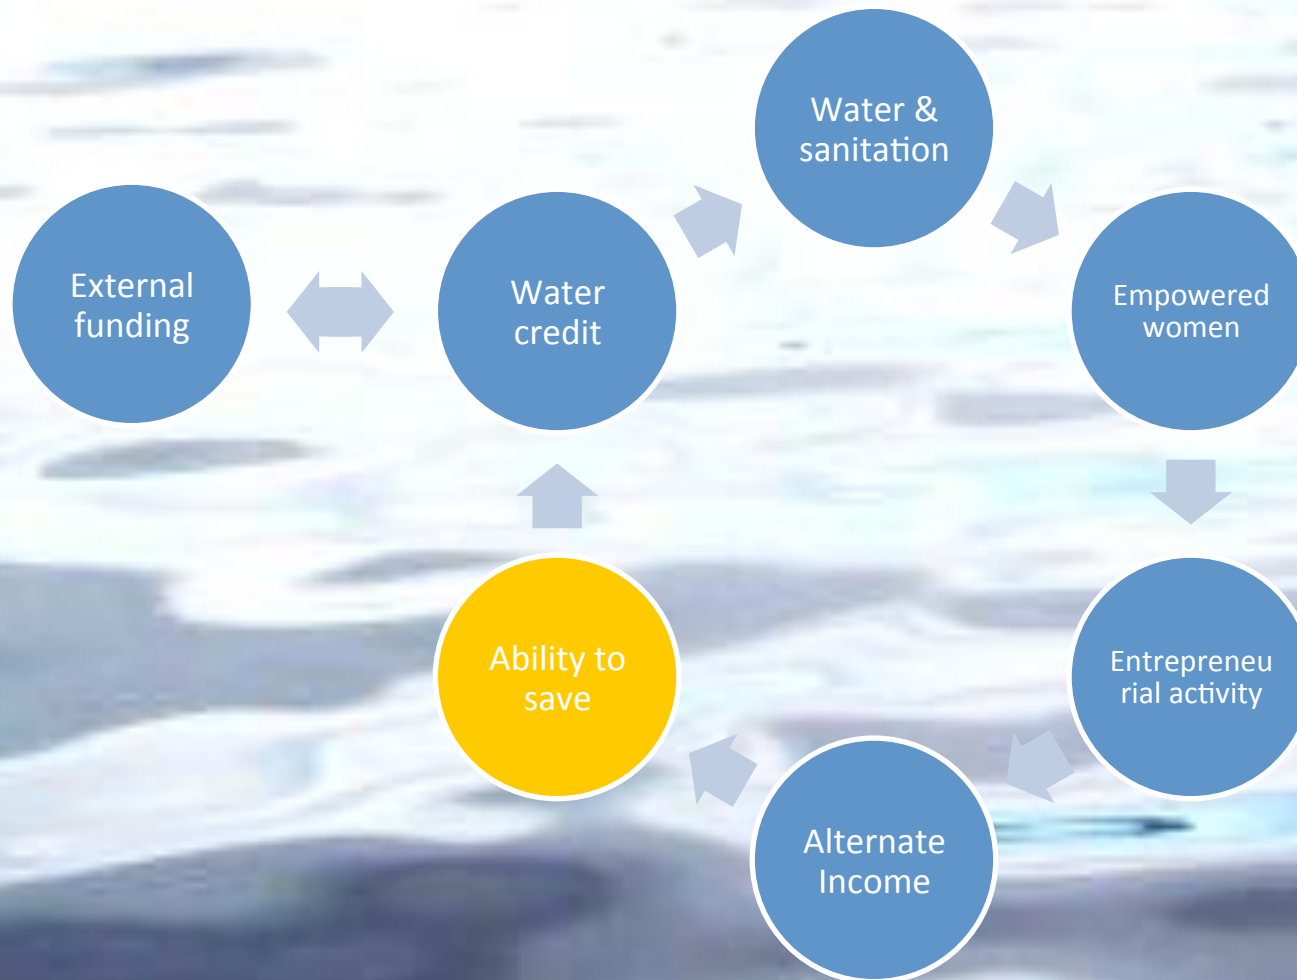 Water &
sanitation
External
funding
Water
credit
Empowered
women
Ability to
save
Entrepreneu
rial activity
Alternate
Income